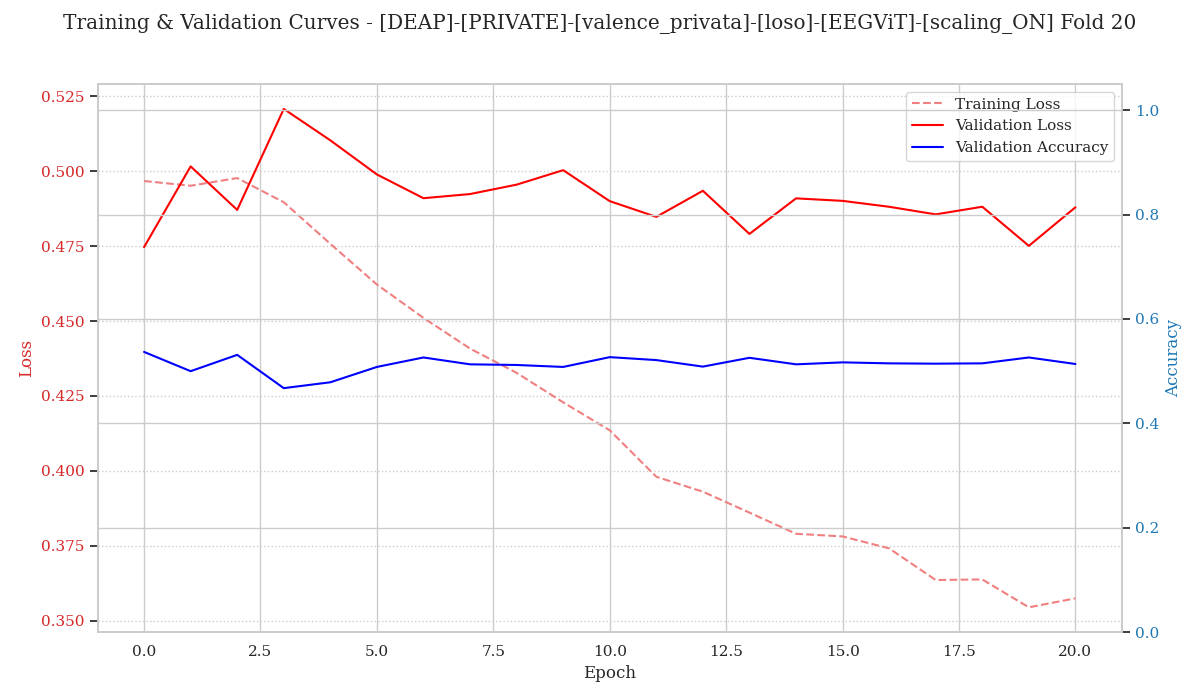 Training & Validation Curves - [DEAP]-[PRIVATE]-[valence_privata]-[loso]-[EEGViT]-[scaling_ON] Fold 20
Training Loss
Validation Loss
Validation Accuracy
Loss
0.525
0.500
0.475
0.450
0.425
0.400
0.375
0.350
1.0
0.8
0.6
0.4
0.2
0.0
Accuracy
0.0 2.5 5.0 7.5 10.0 12.5 15.0 17.5 20.0
Epoch